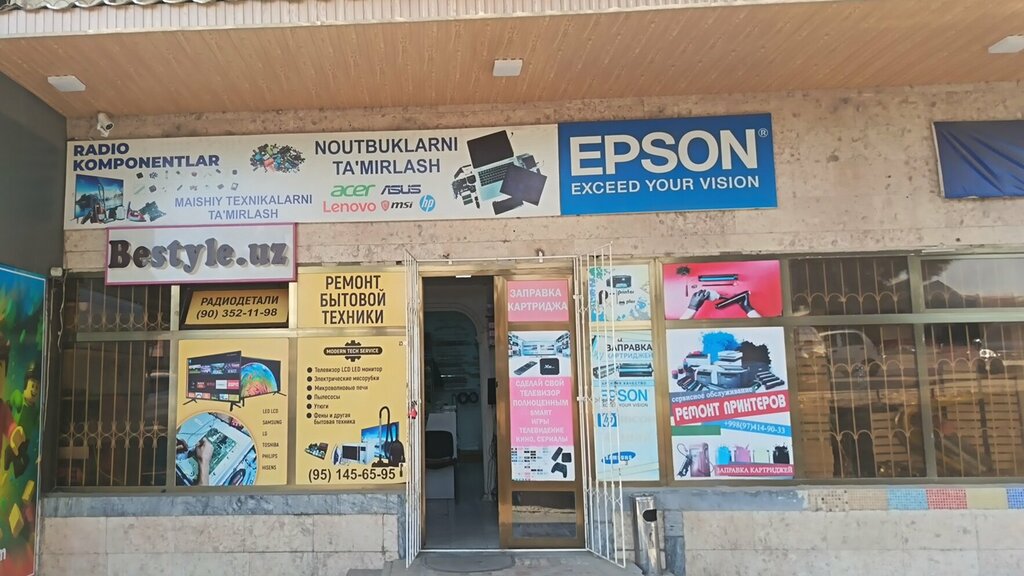 RADIO
KOMPONENTLAR
MAISHIY TEXNIKALARNI
TA'MIRLASH
NOUTBUKLARNI
TA'MIRLASH
acer ASUS
Lenovo msi hp
EPSON®
EXCEED YOUR VISION
Bestyle.uz
РАДИОДЕТАЛИ
(90) 352-11-98
РЕМОНТ
БЫТОВОЙ
ТЕХНИКИ
LED LCD
SAMSUNG
LG
TOSHIBA
PHILIPS
HISENS
MODERN TECH SERVICE
Телевизор LCD LED монитор
Электрические мясорубки
Микроволновые печи
Пылесосы
Утюги
Фены и другая
бытовая техника
(95) 145-65-95
ЗАПРАВКА
КАРТРИДЖА
СДЕЛАЙ СВОЙ
ТЕЛЕВИЗОР
ПОЛНОЦЕННЫМ
SMART
ИГРЫ
ТЕЛЕВИДЕНИЕ
КИНО, СЕРИАЛЫ
ЗАПРАВКА
КАРТРИДЖЕЙ
EPSON
YOUR VISION
hp
SAMSUNG
сервисное обслуживание
РЕМОНТ ПРИНТЕРОВ
+998(97)414-90-33
ЗАПРАВКА КАРТРИДЖЕЙ